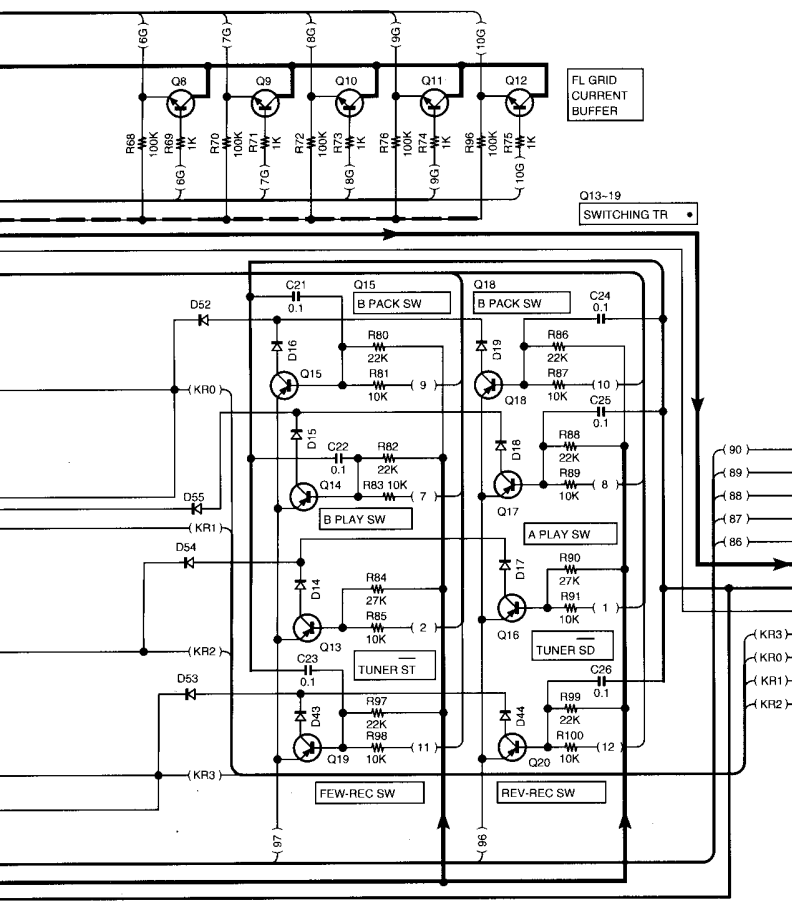 (6G) (7G) (8G) (9G) (10G)
Q8 Q9 Q10 Q11 Q12
FL GRID
CURRENT
BUFFER
R68 100K R69 1K R70 100K R71 1K R72 100K R73 1K R76 100K R74 1K R96 100K R75 1K
(6G) (7G) (8G) (9G) (10G)
Q13~19
SWITCHING TR
C21
0.1
Q15
B PACK SW
Q18
B PACK SW
C24
0.1
D52
D16
R80
22K
R81
10K
(9)
Q15
D19
R86
22K
R87
10K
(10)
Q18
(KR0)
C25
0.1
D15
C22
0.1
R82
22K
R83 10K
(7)
Q14
B PLAY SW
D18
R88
22K
R89
10K
(8)
Q17
A PLAY SW
(90)
(89)
(88)
(87)
(86)
D55
(KR1)
D54
D14
R84
27K
R85
10K
(2)
Q13
TUNER ST
D17
R90
27K
R91
10K
(1)
Q16
TUNER SD
(KR2)
(KR3)
(KR0)
(KR1)
(KR2)
C23
0.1
C26
0.1
D53
D43
R97
22K
R98
10K
(11)
Q19
FEW-REC SW
D44
R99
22K
R100
10K
(12)
Q20
REV-REC SW
(KR3)
(97)
(96)